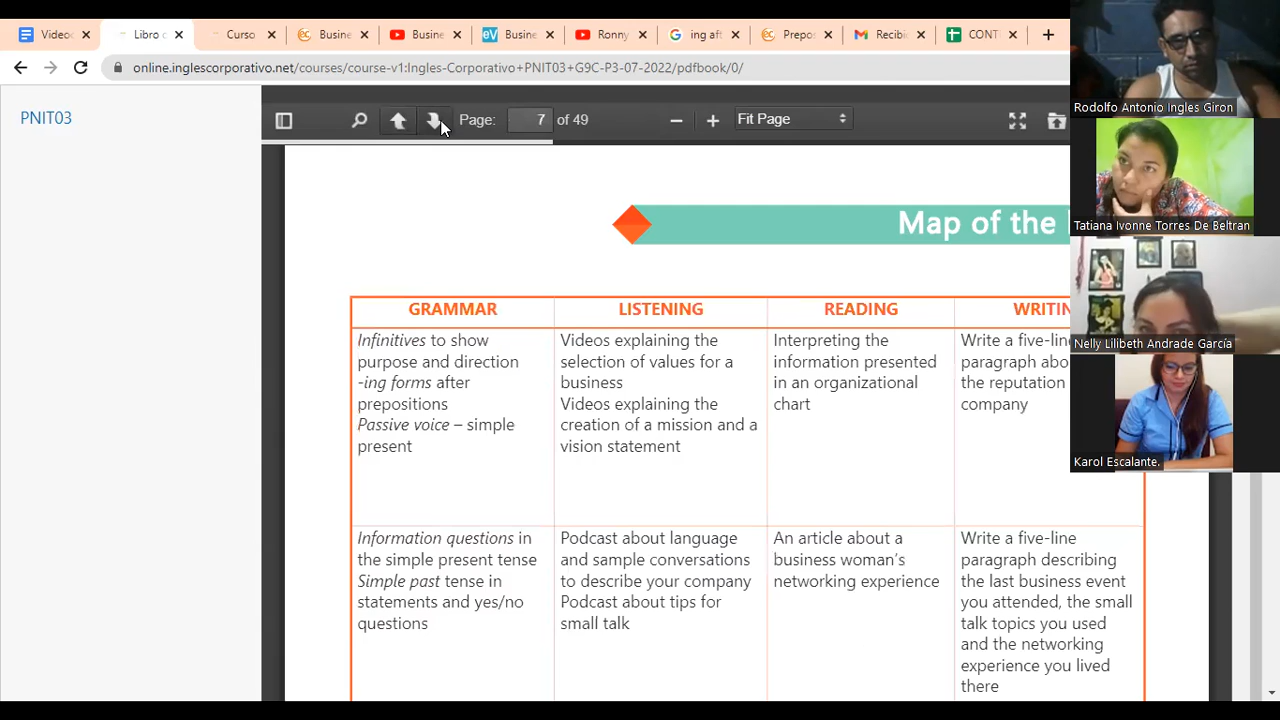 Video
Libro c
Curso
Busine
Busine
Busine
Ronny
ing aft
Prepos
Recibi
CONT
online.inglescorporativo.net/courses/course-v1:Ingles-Corporativo+PNIT03+G9C-P3-07-2022/pdfbook/0/
PNIT03
Page: 7 of 49
Fit Page
Rodolfo Antonio Ingles Giron
Tatiana Ivonne Torres De Beltran
Nelly Lilibeth Andrade García
Karol Escalante.
Map of the
GRAMMAR
Infinitives to show
purpose and direction
-ing forms after
prepositions
Passive voice – simple
present
LISTENING
Videos explaining the
selection of values for a
business
Videos explaining the
creation of a mission and a
vision statement
READING
Interpreting the
information presented
in an organizational
chart
WRITIN
Write a five-line
paragraph abo
the reputation
company
Information questions in
the simple present tense
Simple past tense in
statements and yes/no
questions
Podcast about language
and sample conversations
to describe your company
Podcast about tips for
small talk
An article about a
business woman's
networking experience
Write a five-line
paragraph describing
the last business event
you attended, the small
talk topics you used
and the networking
experience you lived
there